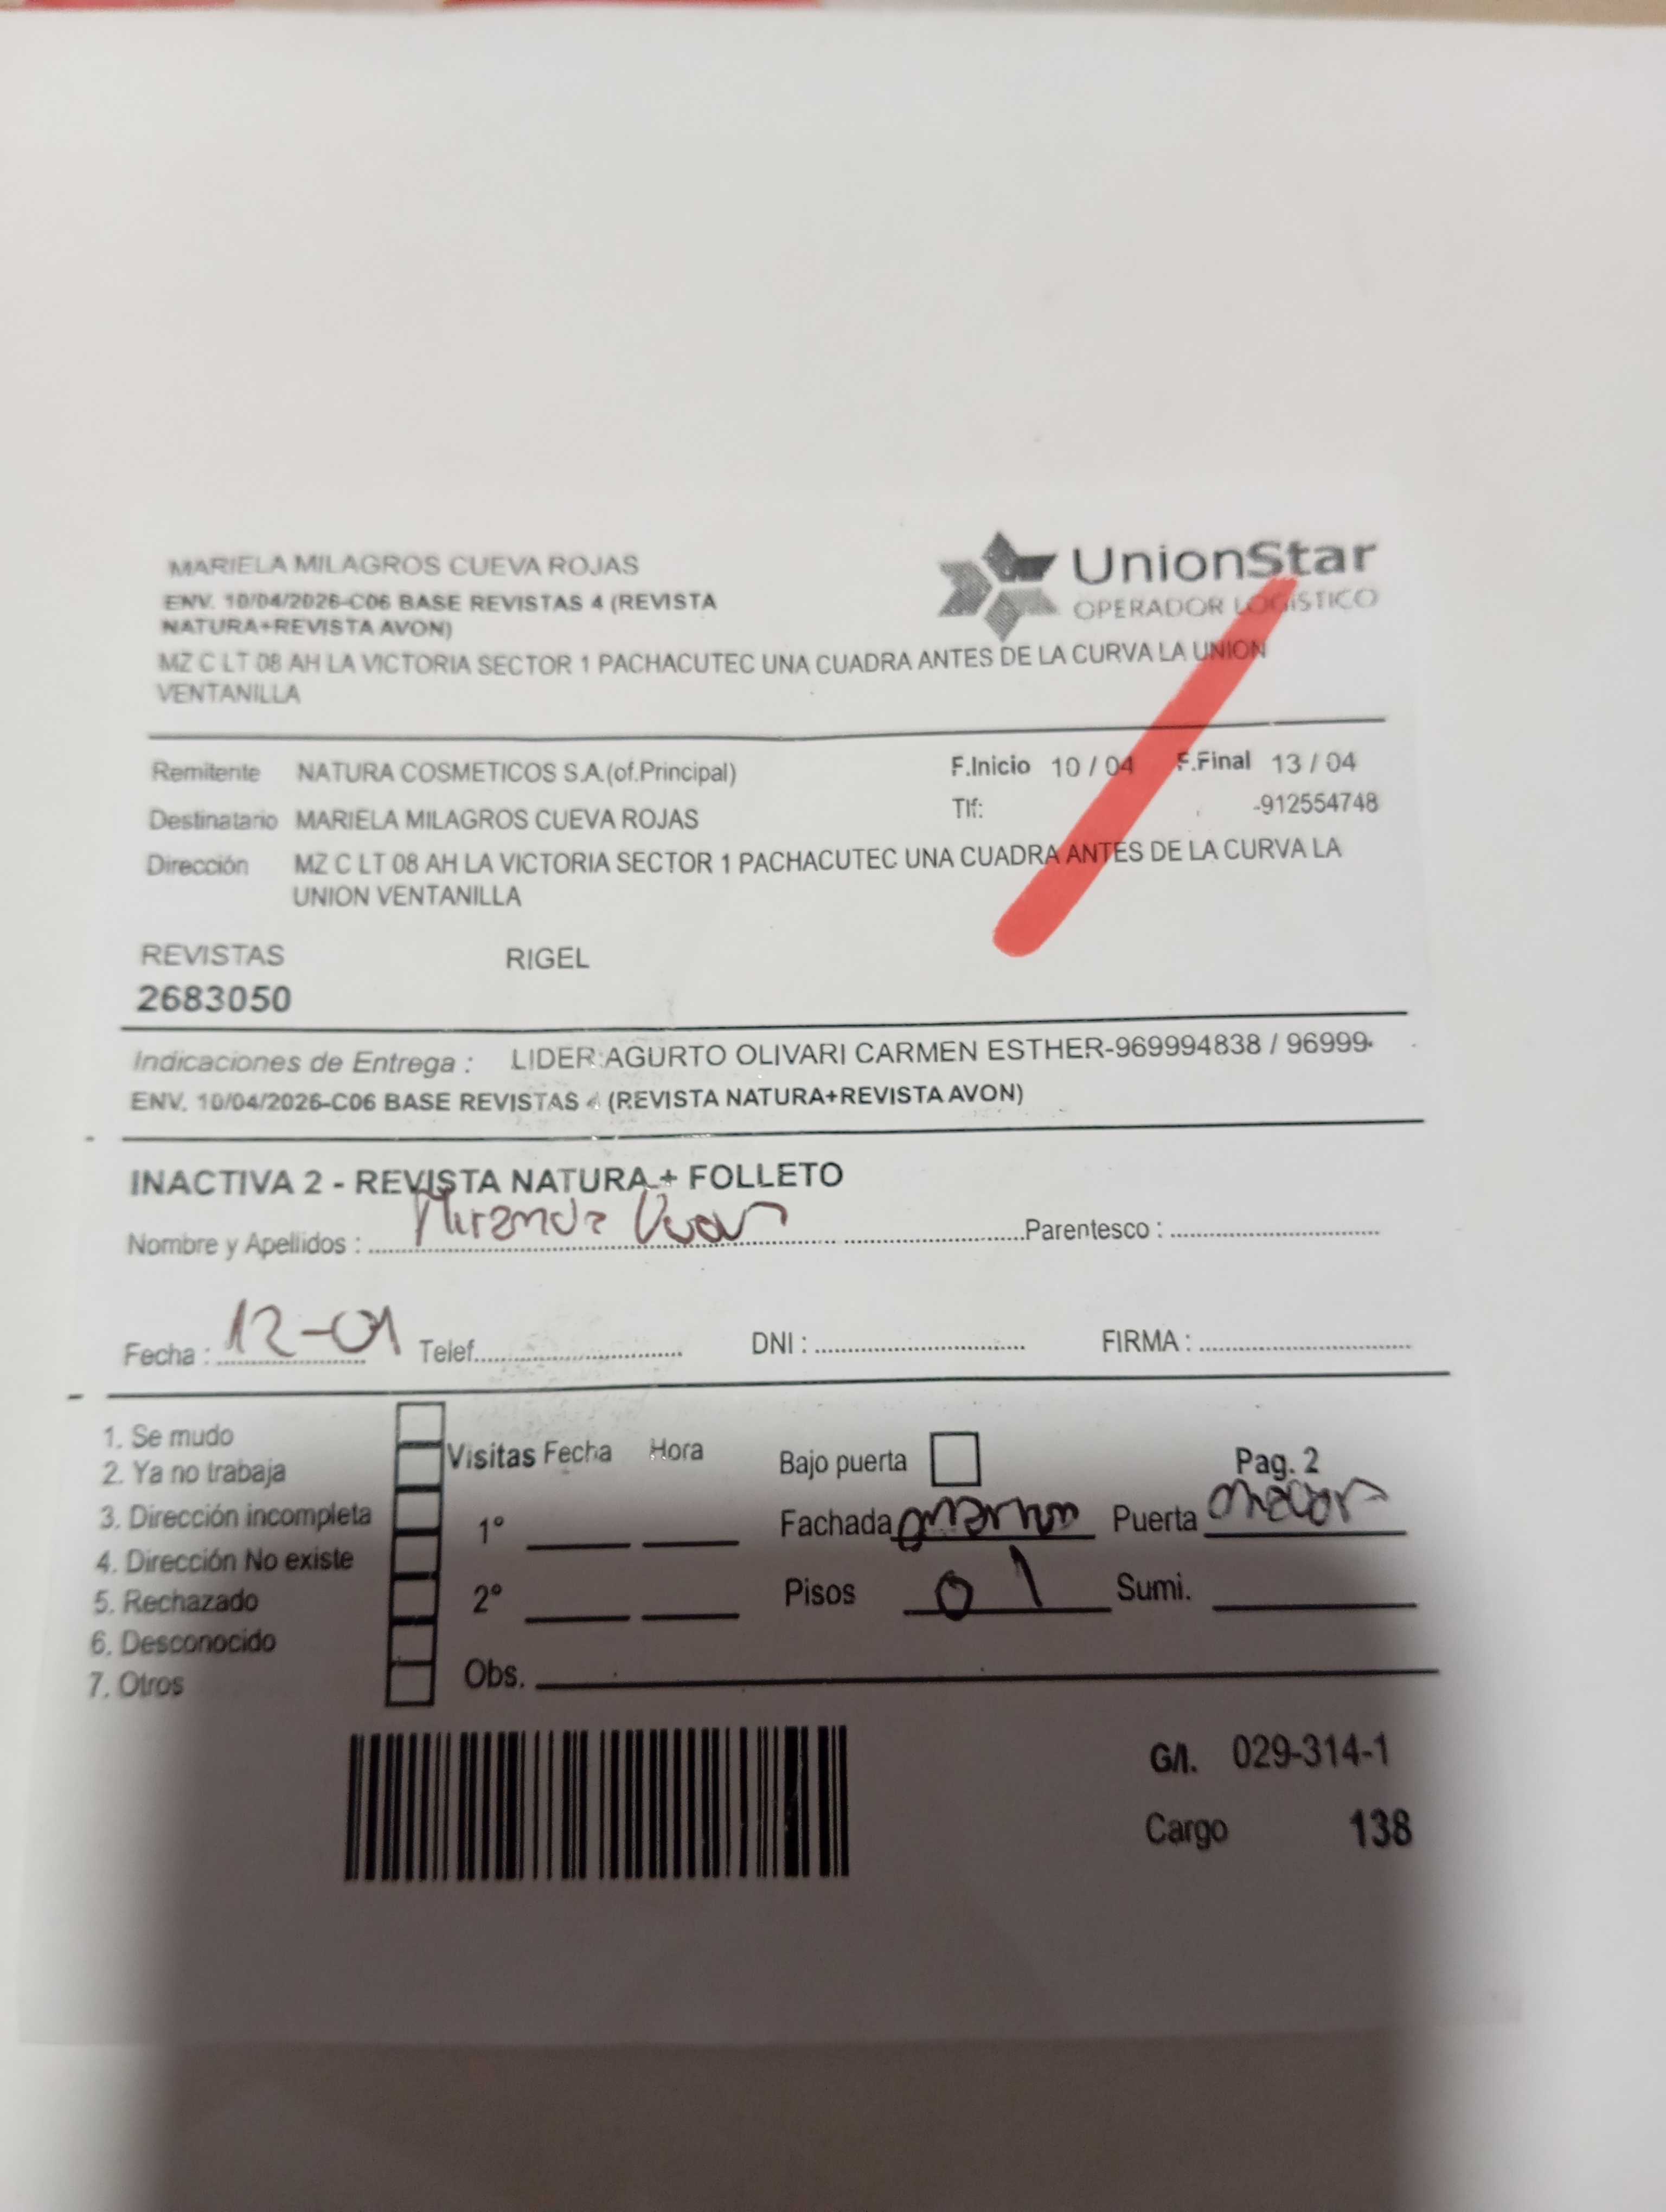 MARIELA MILAGROS CUEVA ROJAS
ENV. 10/04/2026-C06 BASE REVISTAS 4 (REVISTA
NATURA+REVISTA AVON)
MZ C LT 08 AH LA VICTORIA SECTOR 1 PACHACUTEC UNA CUADRA ANTES DE LA CURVA LA UNION
VENTANILLA
UnionStar
OPERADOR LOGÍSTICO
Remitente NATURA COSMETICOS S.A.(of.Principal) F.Inicio 10 / 04 F.Final 13 / 04
Destinatario MARIELA MILAGROS CUEVA ROJAS Tlf: -912554748
Dirección MZ C LT 08 AH LA VICTORIA SECTOR 1 PACHACUTEC UNA CUADRA ANTES DE LA CURVA LA
UNION VENTANILLA
REVISTAS RIGEL
2683050
Indicaciones de Entrega : LIDER:AGURTO OLIVARI CARMEN ESTHER-969994838 / 96999-
ENV. 10/04/2026-C06 BASE REVISTAS 4 (REVISTA NATURA+REVISTA AVON)
INACTIVA 2 - REVISTA NATURA + FOLLETO
Nombre y Apellidos : Miranda Parentesco :
Fecha : 12-01 Telef. DNI : FIRMA :
1. Se mudo
2. Ya no trabaja
3. Dirección incompleta
4. Dirección No existe
5. Rechazado
6. Desconocido
7. Otros
Visitas Fecha Hora
1°
2°
Obs.
Bajo puerta Pag. 2
Fachada Puerta
Pisos 01 Sumi.
G/I. 029-314-1
Cargo 138